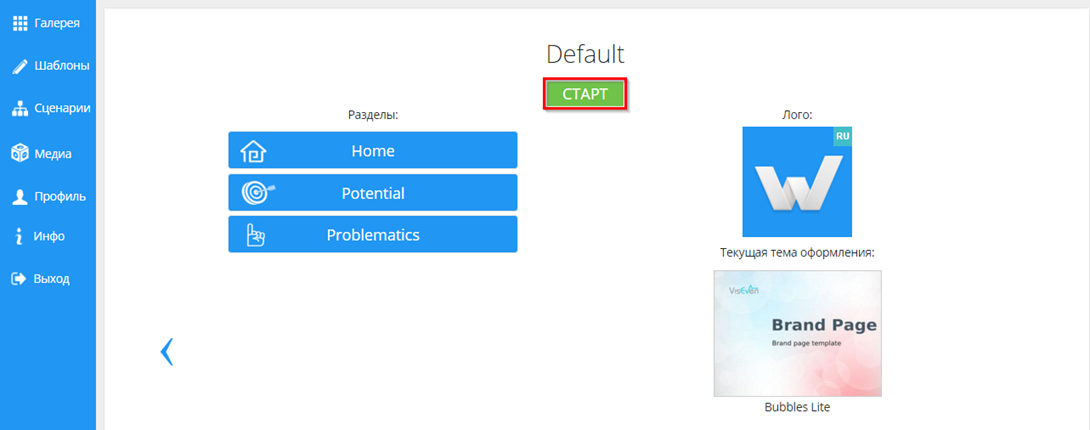 Галерея
Шаблоны
Сценарии
Медиа
Профиль
Инфо
Выход
Default
СТАРТ
Разделы:
Home
Potential
Problematics
Лого:
RU
Текущая тема оформления:
VisEven
Brand Page
Brand page template
Bubbles Lite